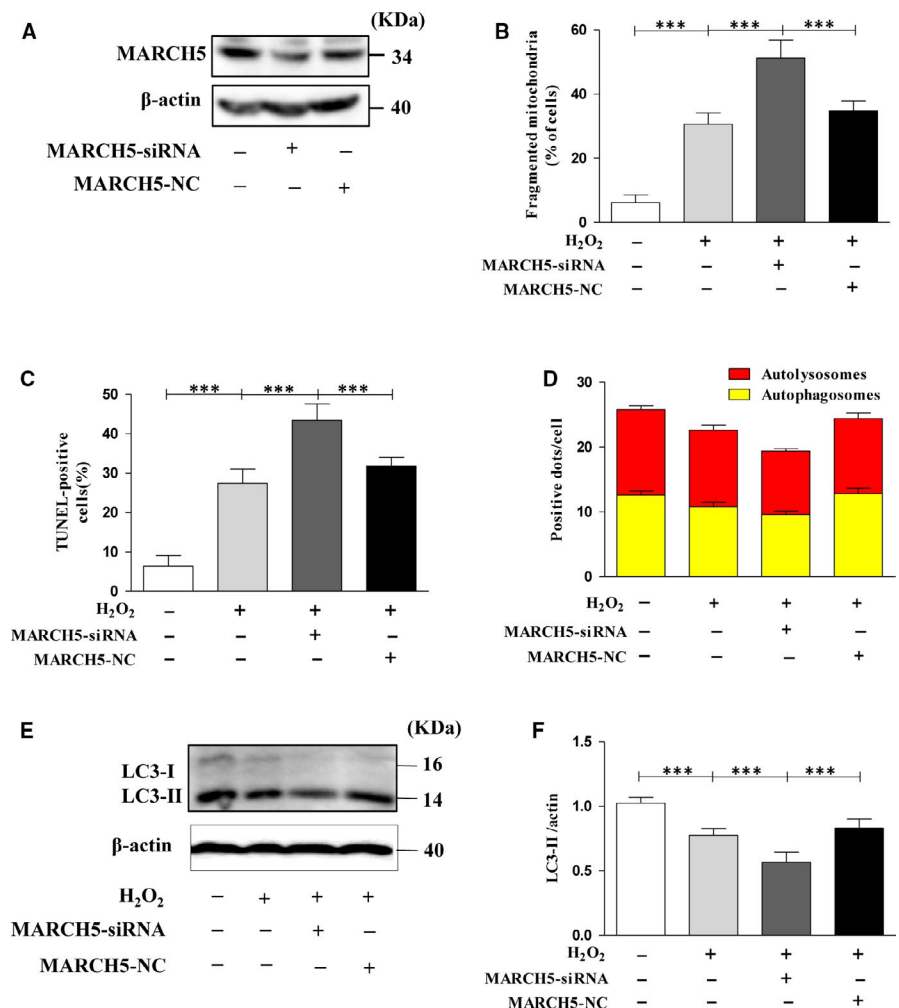 A
(KDa)
MARCH5
34
β-actin
40
MARCH5-siRNA – + –
MARCH5-NC – – +
B
*** *** ***
Fragmented mitochondria
(% of cells)
60
40
20
0
H₂O₂ – + + +
MARCH5-siRNA – – + –
MARCH5-NC – – – +
C
*** *** ***
TUNEL-positive
cells(%)
50
40
30
20
10
0
H₂O₂ – + + +
MARCH5-siRNA – – + –
MARCH5-NC – – – +
D
Autolysosomes
Autophagosomes
Positive dots/cell
30
20
10
0
H₂O₂ – + + +
MARCH5-siRNA – – + –
MARCH5-NC – – – +
E
(KDa)
LC3-I
16
LC3-II
14
β-actin
40
H₂O₂ – + + +
MARCH5-siRNA – – + –
MARCH5-NC – – – +
F
*** *** ***
LC3-II /actin
1.5
1.0
0.5
0.0
H₂O₂ – + + +
MARCH5-siRNA – – + –
MARCH5-NC – – – +